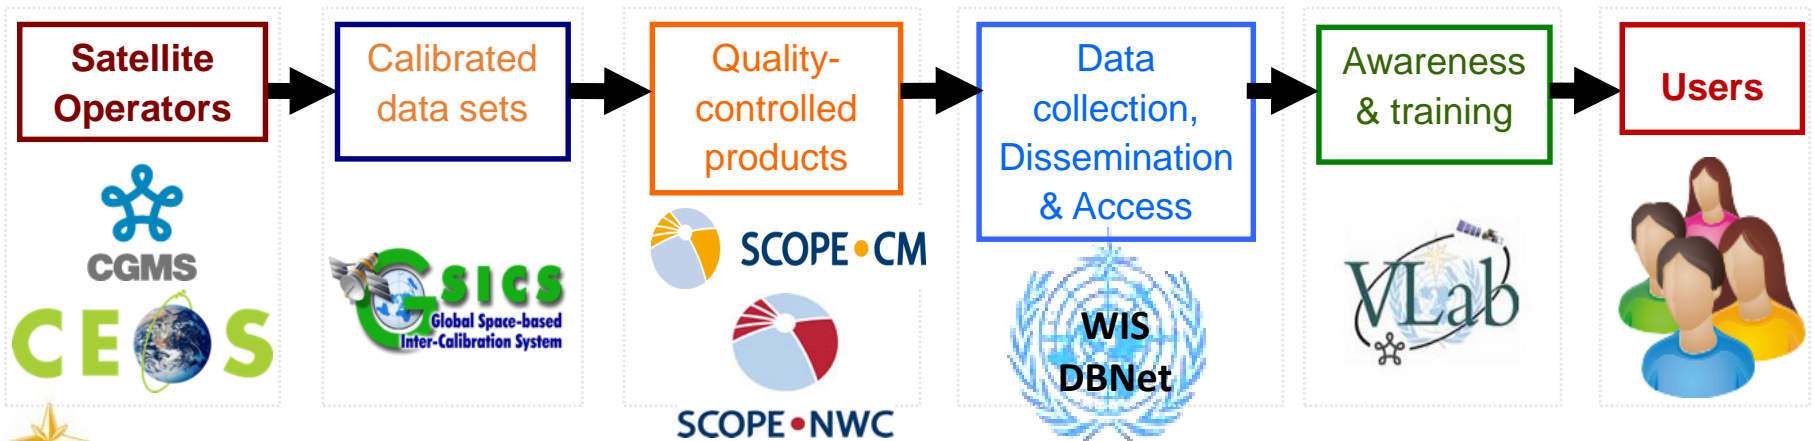 Satellite
Operators
CGMS
CEOS
Calibrated
data sets
GSICS
Global Space-based
Inter-Calibration System
Quality-
controlled
products
SCOPE•CM
SCOPE•NWC
Data
collection,
Dissemination
& Access
WIS
DBNet
Awareness
& training
VLab
Users